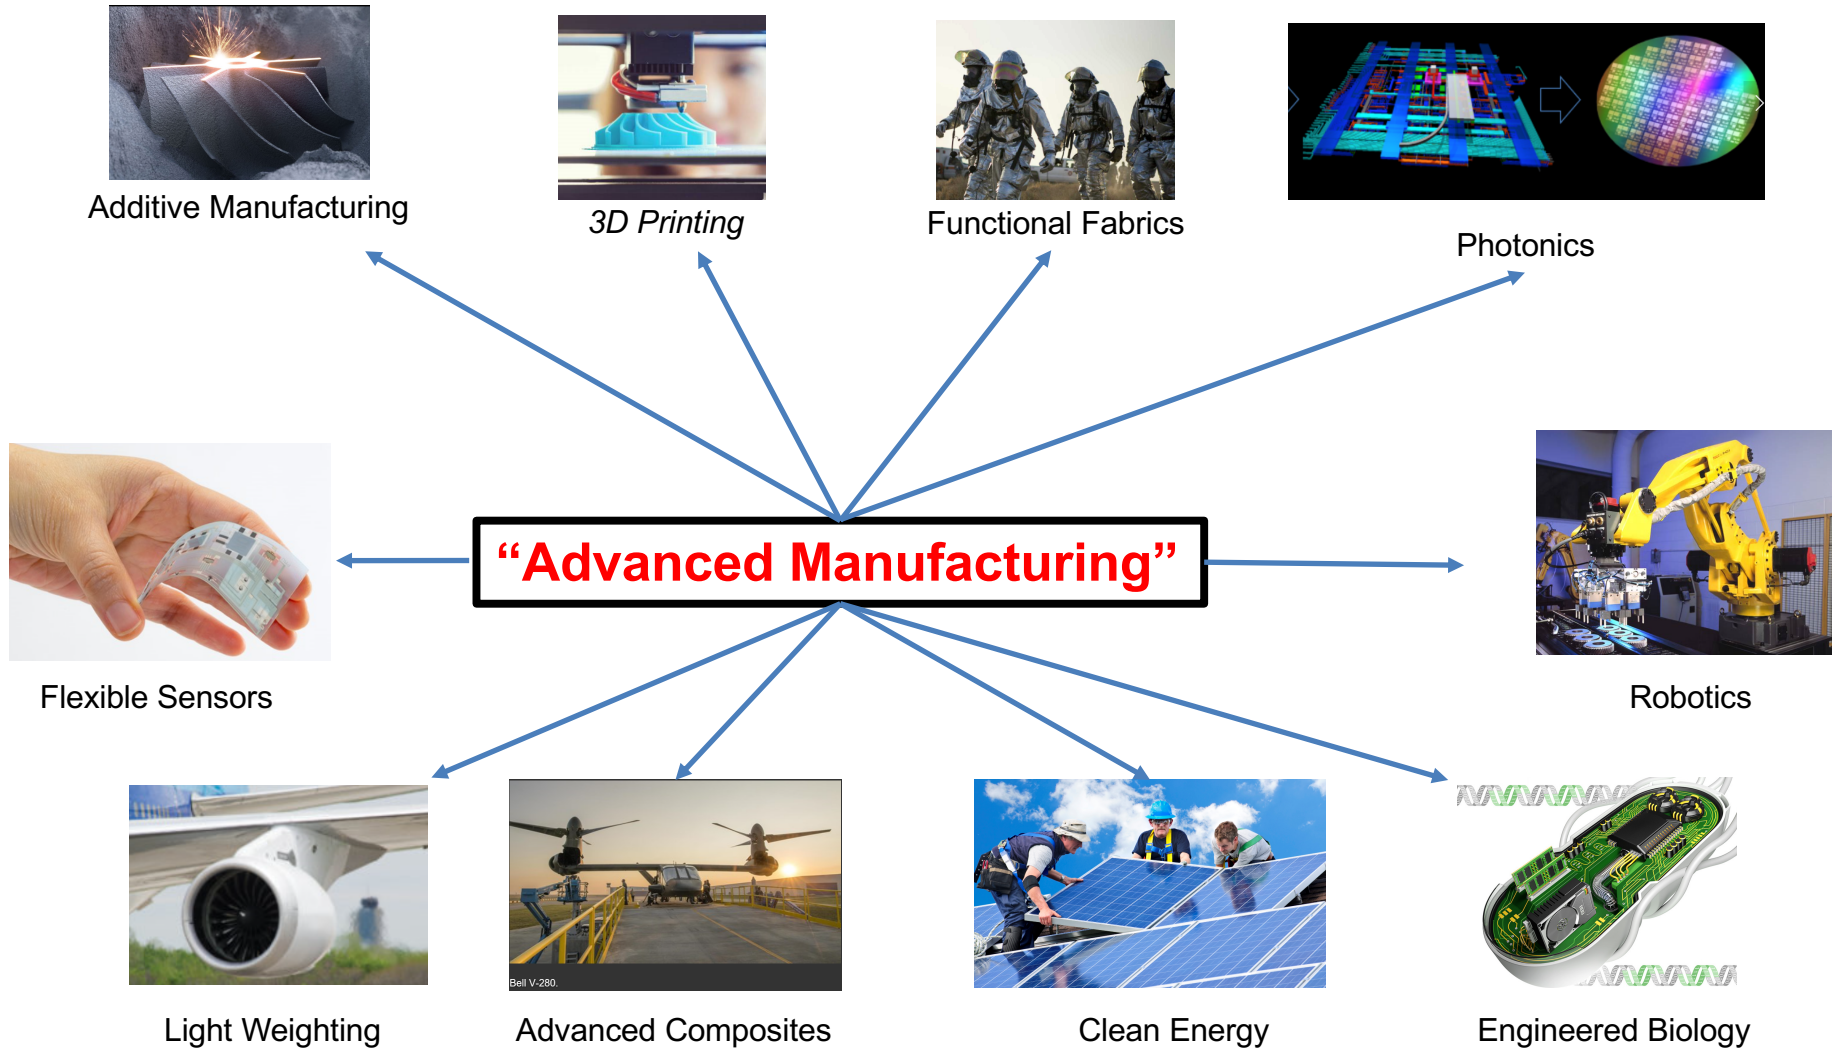 Additive Manufacturing
3D Printing
Functional Fabrics
Photonics
“Advanced Manufacturing”
Flexible Sensors
Robotics
Bell V-280.
Light Weighting
Advanced Composites
Clean Energy
Engineered Biology